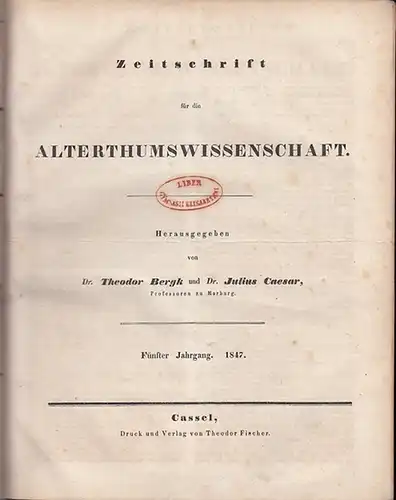 Zeitschrift
für die
ALTERTHUMSWISSENSCHAFT.
LIBER
Herausgegeben
von
Dr. Theodor Bergk und Dr. Julius Caesar,
Professoren zu Marburg.
Fünfter Jahrgang. 1847.
Cassel,
Druck und Verlag von Theodor Fischer.